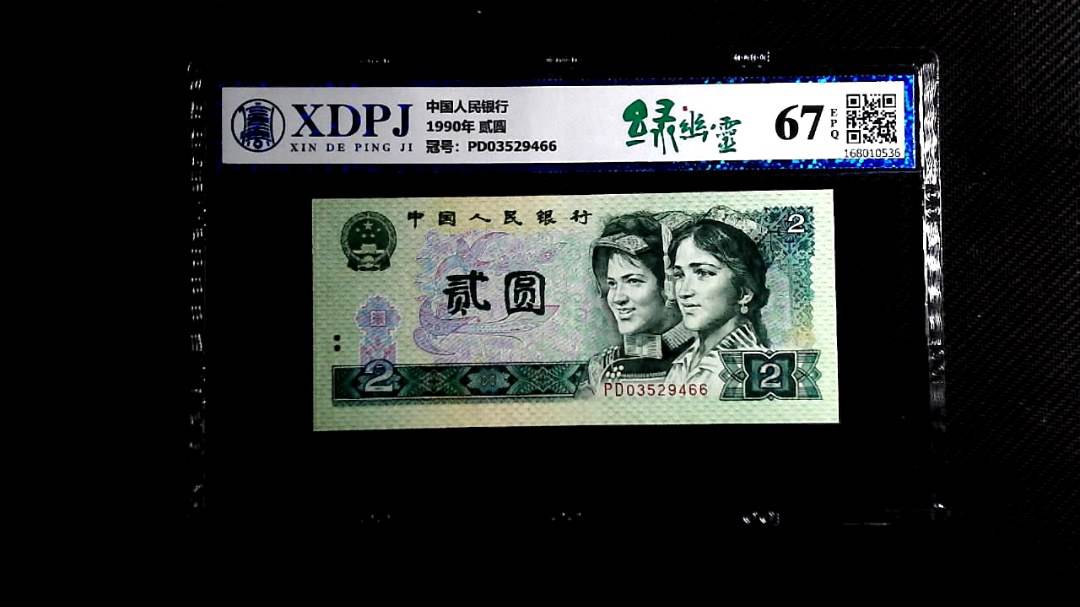 XDPJ
XIN DE PING JI
中国人民银行
1990年 贰圆
冠号：PD03529466
绿幽靈
67
EPQ
168010536
中国人民银行
2
贰圆
2
PD03529466
2